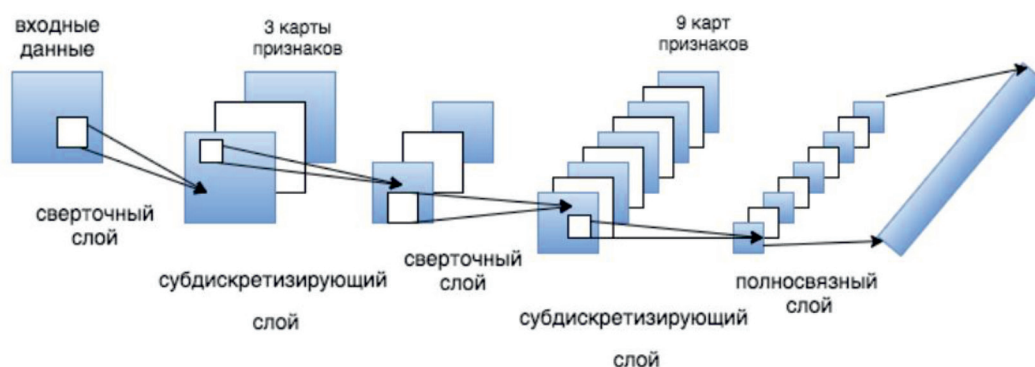 входные
данные
3 карты
признаков
9 карт
признаков
сверточный
слой
субдискретизирующий
слой
сверточный
слой
субдискретизирующий
слой
полносвязный
слой